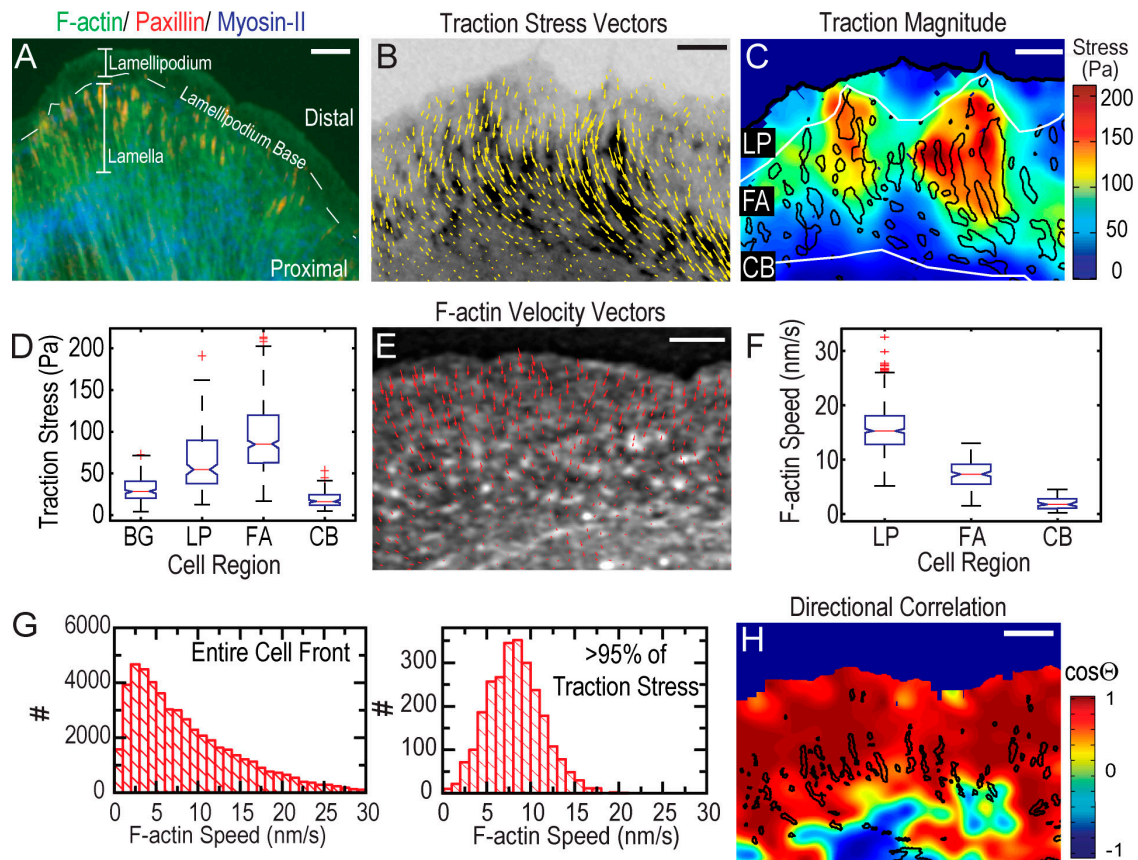 F-actin/ Paxillin/ Myosin-II
A
Lamellipodium
Lamellipodium Base
Distal
Lamella
Proximal
Traction Stress Vectors
B
Traction Magnitude
C
Stress
(Pa)
200
150
100
50
0
LP
FA
CB
D
Traction Stress (Pa)
200
150
100
50
0
BG LP FA CB
Cell Region
F-actin Velocity Vectors
E
F
F-actin Speed (nm/s)
30
20
10
0
LP FA CB
Cell Region
G
#
6000
4000
2000
0
Entire Cell Front
0 5 10 15 20 25 30
F-actin Speed (nm/s)
#
300
200
100
0
>95% of
Traction Stress
0 5 10 15 20 25 30
F-actin Speed (nm/s)
Directional Correlation
H
cosΘ
1
0
-1